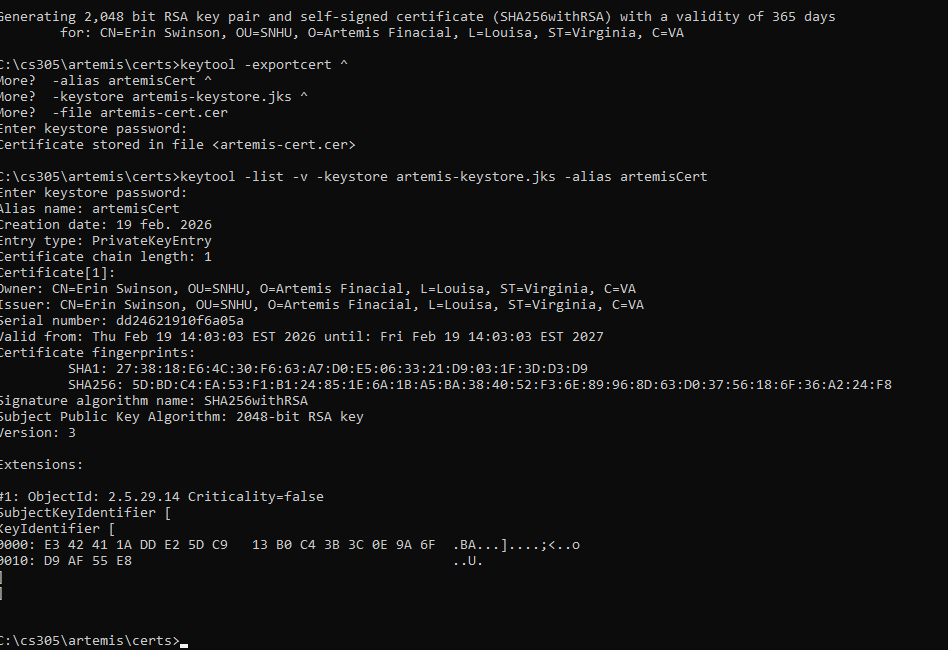 Generating 2,048 bit RSA key pair and self-signed certificate (SHA256withRSA) with a validity of 365 days
for: CN=Erin Swinson, OU=SNHU, O=Artemis Finacial, L=Louisa, ST=Virginia, C=VA
C:\cs305\artemis\certs>keytool -exportcert ^
More?  -alias artemisCert ^
More?  -keystore artemis-keystore.jks ^
More?  -file artemis-cert.cer
Enter keystore password:
Certificate stored in file <artemis-cert.cer>
C:\cs305\artemis\certs>keytool -list -v -keystore artemis-keystore.jks -alias artemisCert
Enter keystore password:
Alias name: artemisCert
Creation date: 19 feb. 2026
Entry type: PrivateKeyEntry
Certificate chain length: 1
Certificate[1]:
Owner: CN=Erin Swinson, OU=SNHU, O=Artemis Finacial, L=Louisa, ST=Virginia, C=VA
Issuer: CN=Erin Swinson, OU=SNHU, O=Artemis Finacial, L=Louisa, ST=Virginia, C=VA
Serial number: dd24621910f6a05a
Valid from: Thu Feb 19 14:03:03 EST 2026 until: Fri Feb 19 14:03:03 EST 2027
Certificate fingerprints:
SHA1: 27:38:18:E6:4C:30:F6:63:A7:D0:E5:06:33:21:D9:03:1F:3D:D3:D9
SHA256: 5D:BD:C4:EA:53:F1:B1:24:85:1E:6A:1B:A5:BA:38:40:52:F3:6E:89:96:8D:63:D0:37:56:18:6F:36:A2:24:F8
Signature algorithm name: SHA256withRSA
Subject Public Key Algorithm: 2048-bit RSA key
Version: 3
Extensions:
#1: ObjectId: 2.5.29.14 Criticality=false
SubjectKeyIdentifier [
KeyIdentifier [
0000: E3 42 41 1A DD E2 5D C9   13 B0 C4 3B 3C 0E 9A 6F  .BA...]....;<..o
0010: D9 AF 55 E8                                        ..U.
]
]
C:\cs305\artemis\certs>